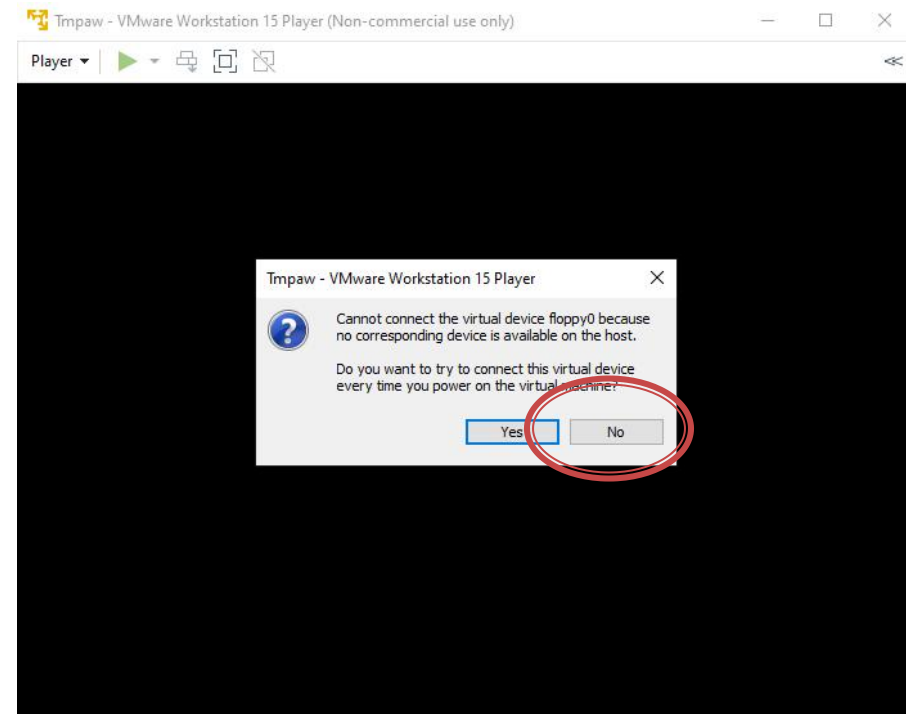 Tmpaw - VMware Workstation 15 Player (Non-commercial use only)
Player
Tmpaw - VMware Workstation 15 Player
Cannot connect the virtual device floppy0 because
no corresponding device is available on the host.
Do you want to try to connect this virtual device
every time you power on the virtual machine?
Yes No